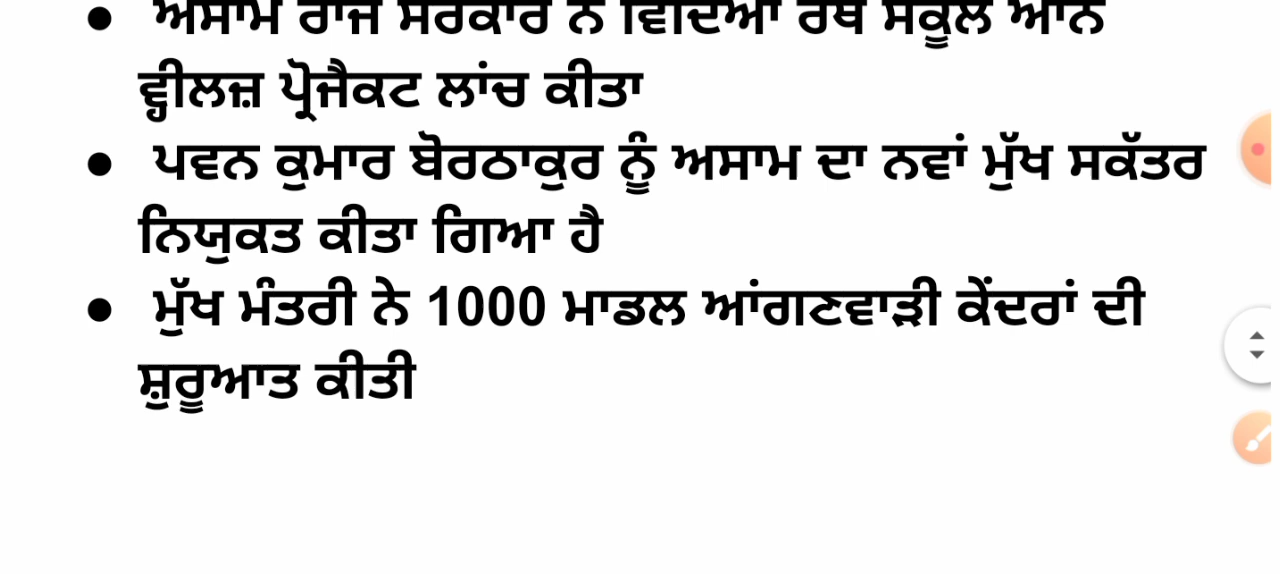 ● ਅਸਾਮ ਰਾਜ ਸਰਕਾਰ ਨੇ ਵਿਦਿਆ ਰਥ ਸਕੂਲ ਆਨ
ਵ੍ਹੀਲਜ਼ ਪ੍ਰੋਜੈਕਟ ਲਾਂਚ ਕੀਤਾ
● ਪਵਨ ਕੁਮਾਰ ਬੋਰਠਾਕੁਰ ਨੂੰ ਅਸਾਮ ਦਾ ਨਵਾਂ ਮੁੱਖ ਸਕੱਤਰ
ਨਿਯੁਕਤ ਕੀਤਾ ਗਿਆ ਹੈ
● ਮੁੱਖ ਮੰਤਰੀ ਨੇ 1000 ਮਾਡਲ ਆਂਗਣਵਾੜੀ ਕੇਂਦਰਾਂ ਦੀ
ਸ਼ੁਰੂਆਤ ਕੀਤੀ